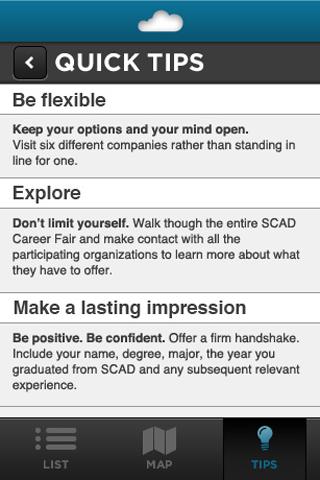 QUICK TIPS
Be flexible
Keep your options and your mind open.
Visit six different companies rather than standing in
line for one.
Explore
Don't limit yourself. Walk though the entire SCAD
Career Fair and make contact with all the
participating organizations to learn more about what
they have to offer.
Make a lasting impression
Be positive. Be confident. Offer a firm handshake.
Include your name, degree, major, the year you
graduated from SCAD and any subsequent relevant
experience.
LIST MAP TIPS